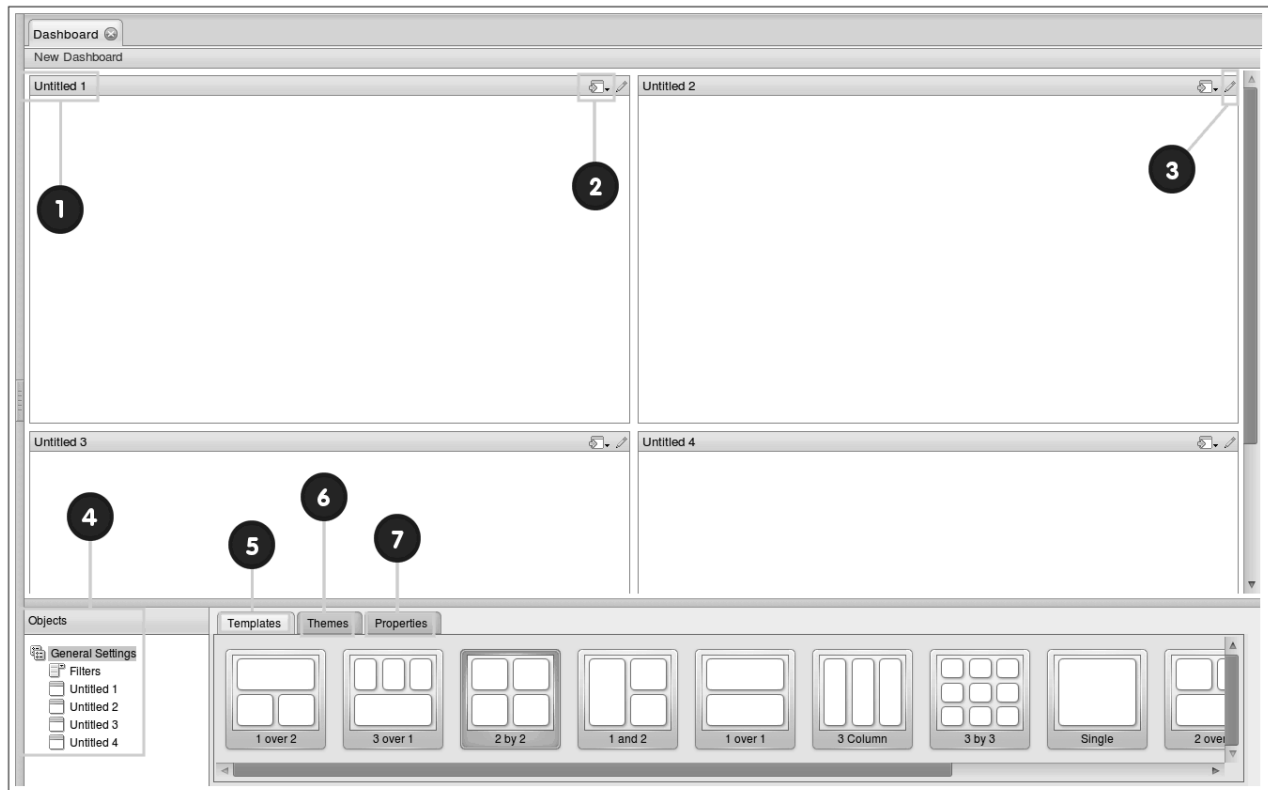 Dashboard
New Dashboard
Untitled 1
Untitled 2
1
2
3
Untitled 3
Untitled 4
4
5
6
7
Objects
Templates Themes Properties
General Settings
Filters
Untitled 1
Untitled 2
Untitled 3
Untitled 4
1 over 2
3 over 1
2 by 2
1 and 2
1 over 1
3 Column
3 by 3
Single
2 over